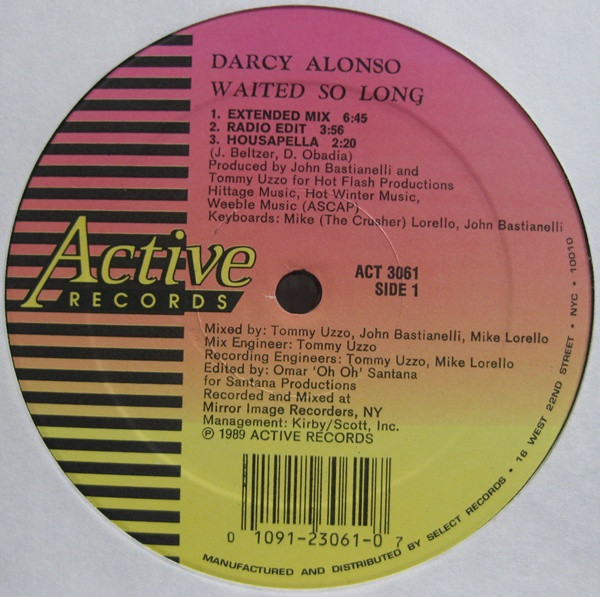 DARCY ALONSO
WAITED SO LONG
1. EXTENDED MIX 6:45
2. RADIO EDIT 3:56
3. HOUSAPELLA 2:20
(J. Beltzer, D. Obadia)
Produced by John Bastianelli and
Tommy Uzzo for Hot Flash Productions
Hittage Music, Hot Winter Music,
Weeble Music (ASCAP)
Keyboards: Mike (The Crusher) Lorello, John Bastianelli
Active
RECORDS
ACT 3061
SIDE 1
Mixed by: Tommy Uzzo, John Bastianelli, Mike Lorello
Mix Engineer: Tommy Uzzo
Recording Engineers: Tommy Uzzo, Mike Lorello
Edited by: Omar 'Oh Oh' Santana
for Santana Productions
Recorded and Mixed at
Mirror Image Recorders, NY
Management: Kirby/Scott, Inc.
℗ 1989 ACTIVE RECORDS
0 1091-23061-0 7
MANUFACTURED AND DISTRIBUTED BY SELECT RECORDS • 16 WEST 22ND STREET • NYC • 10010